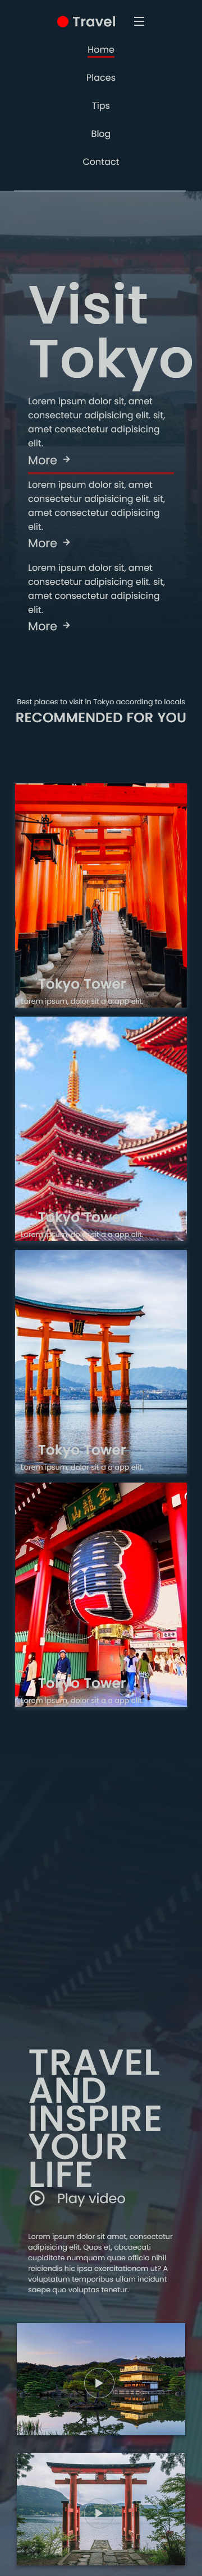 Travel
Home
Places
Tips
Blog
Contact
Visit
Tokyo
Lorem ipsum dolor sit, amet
consectetur adipisicing elit. sit,
amet consectetur adipisicing
elit.
More →
Lorem ipsum dolor sit, amet
consectetur adipisicing elit. sit,
amet consectetur adipisicing
elit.
More →
Lorem ipsum dolor sit, amet
consectetur adipisicing elit. sit,
amet consectetur adipisicing
elit.
More →
Best places to visit in Tokyo according to locals
RECOMMENDED FOR YOU
Tokyo Tower
Lorem ipsum, dolor sit a a app elit.
Tokyo Tower
Lorem ipsum, dolor sit a a app elit.
Tokyo Tower
Lorem ipsum, dolor sit a a app elit.
金龍山
Tokyo Tower
Lorem ipsum, dolor sit a a app elit.
TRAVEL
AND
INSPIRE
YOUR
LIFE
Play video
Lorem ipsum dolor sit amet, consectetur
adipisicing elit. Quos et, obcaecati
cupiditate numquam quae officia nihil
reiciendis hic ipsa exercitationem ut? A
voluptatum temporibus ullam incidunt
saepe quo voluptas tenetur.